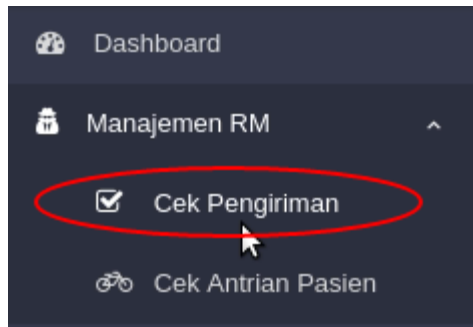 Dashboard
Manajemen RM
Cek Pengiriman
Cek Antrian Pasien